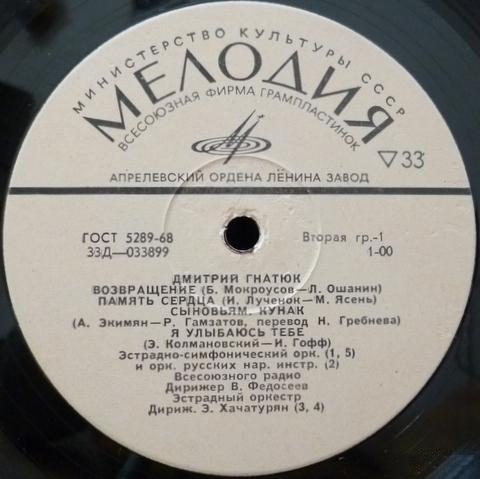 МИНИСТЕРСТВО КУЛЬТУРЫ СССР
МЕЛОДИЯ
ВСЕСОЮЗНАЯ ФИРМА ГРАМПЛАСТИНОК
▽33
АПРЕЛЕВСКИЙ ОРДЕНА ЛЕНИНА ЗАВОД
ГОСТ 5289-68
33Д—033899
Вторая гр.-1
1-00
ДМИТРИЙ ГНАТЮК
ВОЗВРАЩЕНИЕ (Б. Мокроусов—Л. Ошанин)
ПАМЯТЬ СЕРДЦА (И. Лученок—М. Ясень)
СЫНОВЬЯМ. КУНАК
(А. Экимян—Р. Гамзатов, перевод Н. Гребнева)
Я УЛЫБАЮСЬ ТЕБЕ
(Э. Колмановский—И. Гофф)
Эстрадно-симфонический орк. (1, 5)
и орк. русских нар. инстр. (2)
Всесоюзного радио
Дирижер В. Федосеев
Эстрадный оркестр
Дириж. Э. Хачатурян (3, 4)